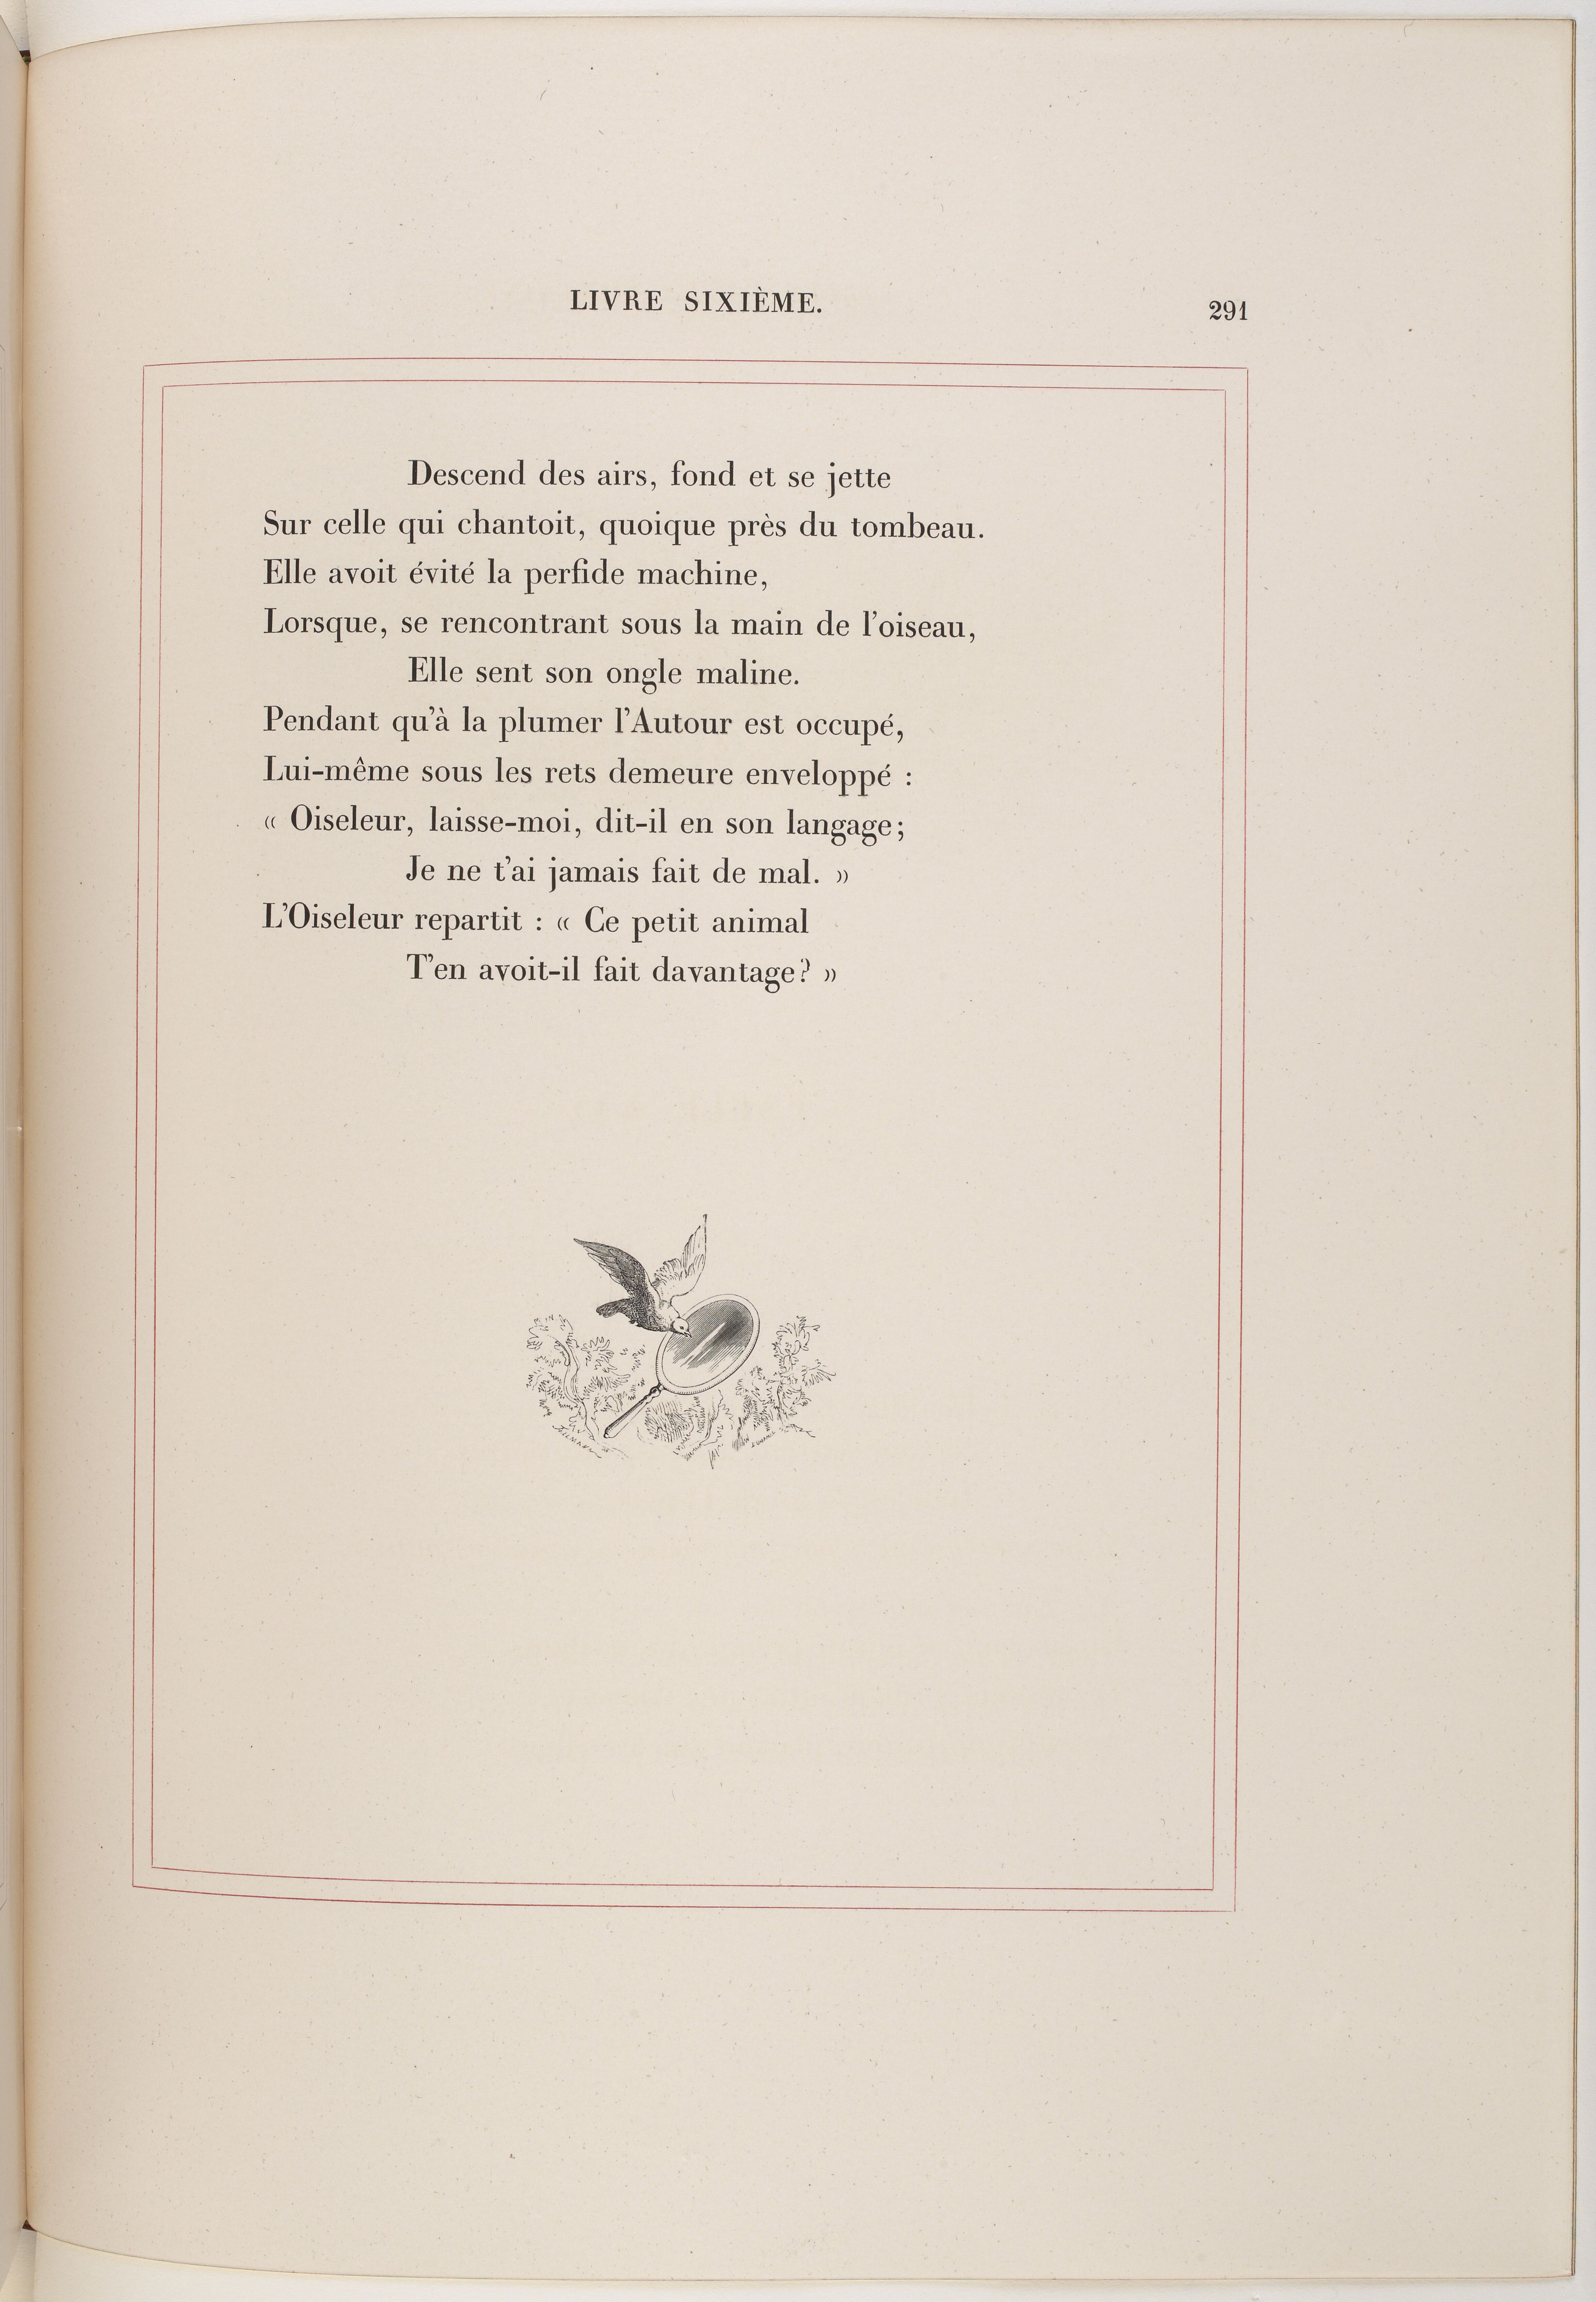 LIVRE SIXIÈME.
291
Descend des airs, fond et se jette
Sur celle qui chantoit, quoique près du tombeau.
Elle avoit évité la perfide machine,
Lorsque, se rencontrant sous la main de l'oiseau,
Elle sent son ongle maline.
Pendant qu'à la plumer l'Autour est occupé,
Lui-même sous les rets demeure enveloppé :
« Oiseleur, laisse-moi, dit-il en son langage;
Je ne t'ai jamais fait de mal. »
L'Oiseleur repartit : « Ce petit animal
T'en avoit-il fait davantage? »